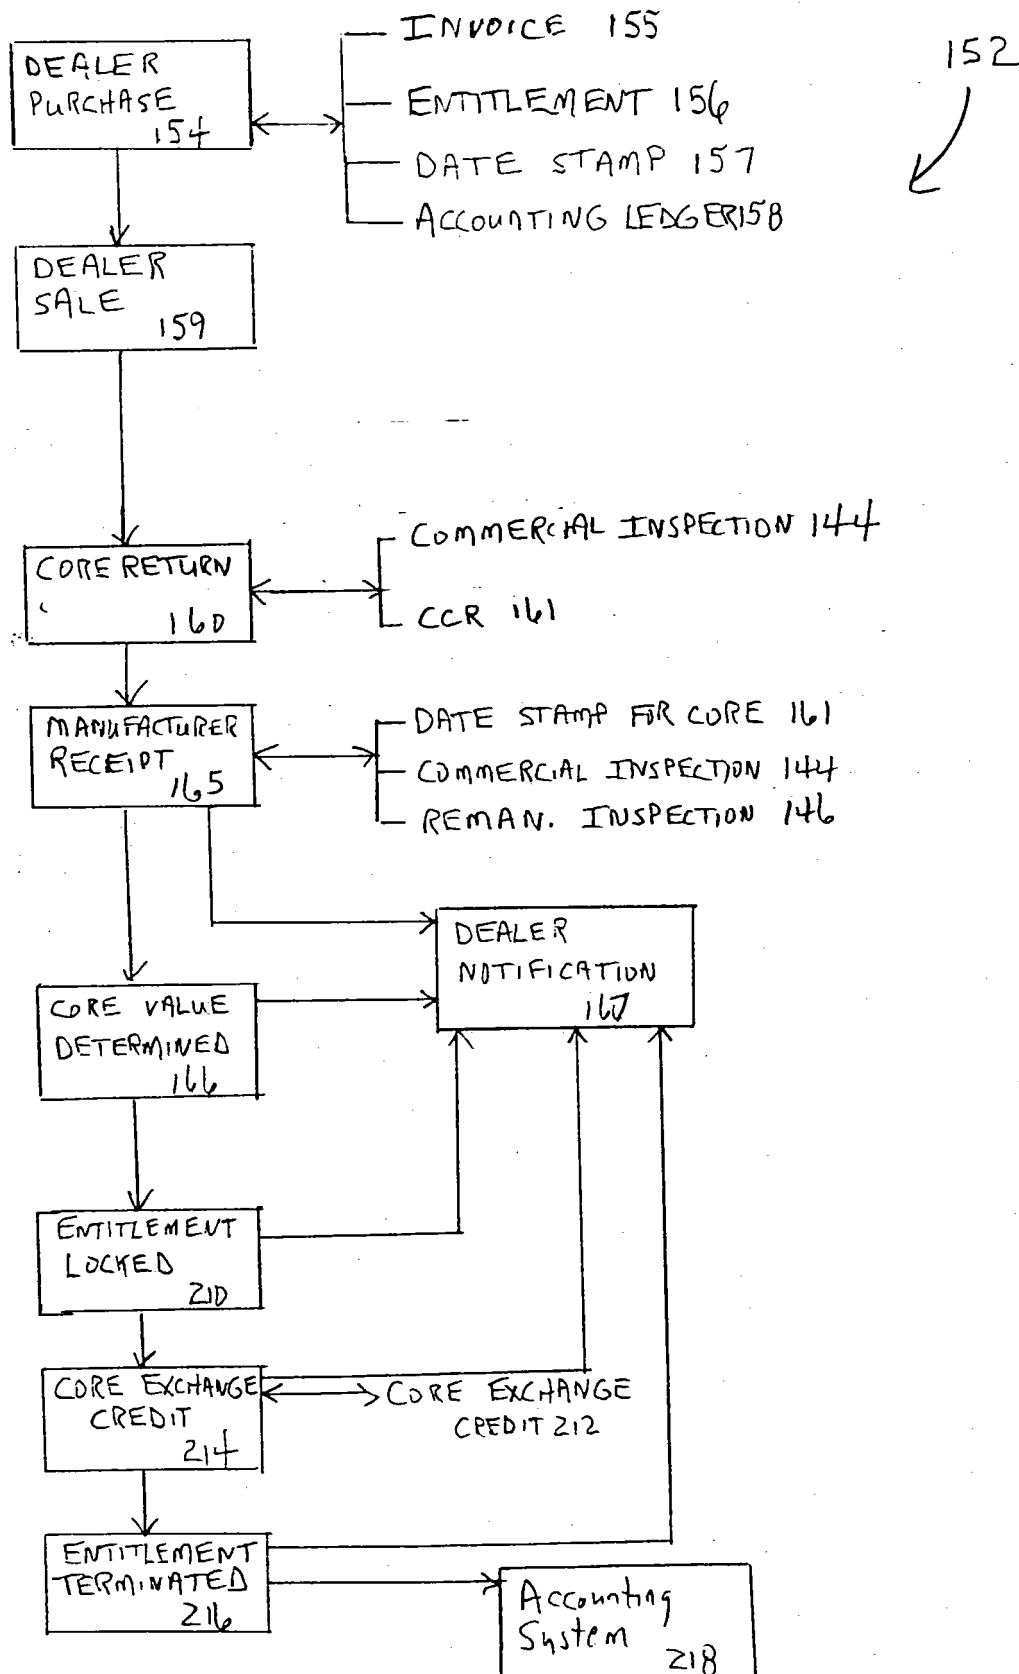 INVOICE 155
152
DEALER
PURCHASE
154
ENTITLEMENT 156
DATE STAMP 157
ACCOUNTING LEDGER 158
DEALER
SALE
159
COMMERCIAL INSPECTION 144
CORE RETURN
160
CCR 161
MANUFACTURER
RECEIPT
165
DATE STAMP FOR CORE 161
COMMERCIAL INSPECTION 144
REMAN. INSPECTION 146
DEALER
NOTIFICATION
167
CORE VALUE
DETERMINED
166
ENTITLEMENT
LOCKED
210
CORE EXCHANGE
CREDIT
214
CORE EXCHANGE
CREDIT 212
ENTITLEMENT
TERMINATED
216
Accounting
System
218